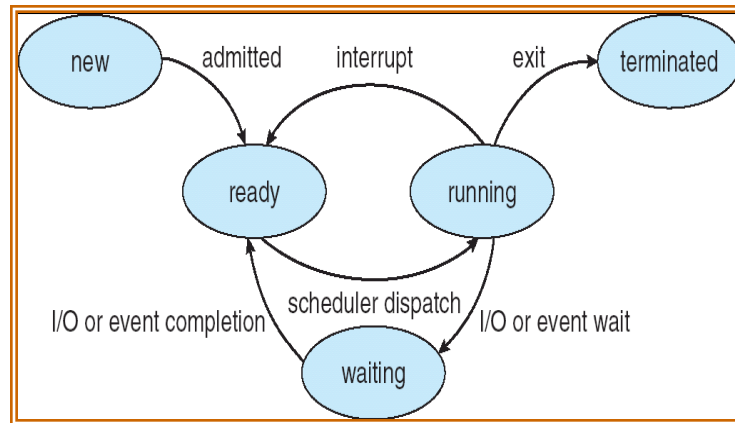 new
admitted
interrupt
exit
terminated
ready
running
scheduler dispatch
I/O or event completion
I/O or event wait
waiting